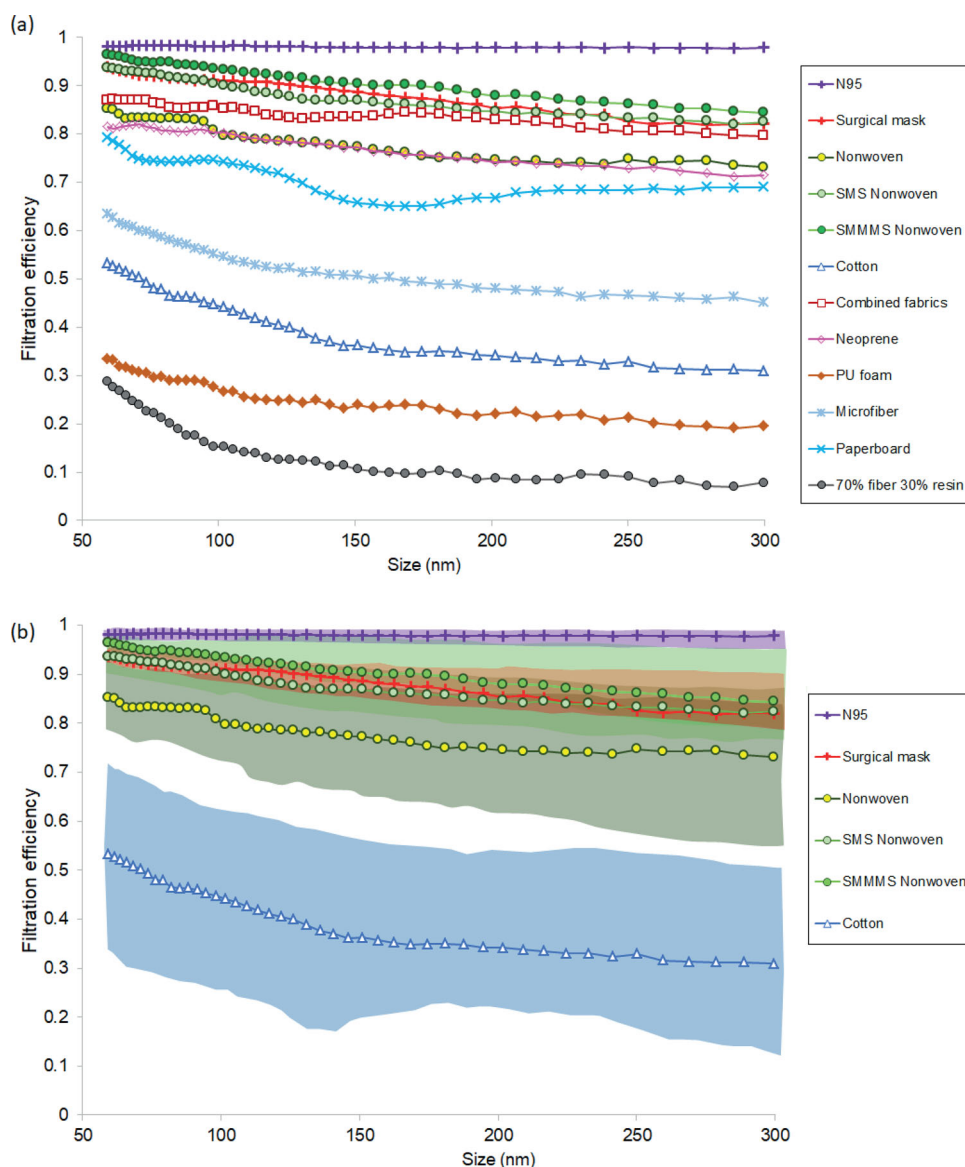 (a)
1
0.9
0.8
0.7
0.6
0.5
0.4
0.3
0.2
0.1
0
Filtration efficiency
50
100
150
200
250
300
Size (nm)
N95
Surgical mask
Nonwoven
SMS Nonwoven
SMMMS Nonwoven
Cotton
Combined fabrics
Neoprene
PU foam
Microfiber
Paperboard
70% fiber 30% resin
(b)
1
0.9
0.8
0.7
0.6
0.5
0.4
0.3
0.2
0.1
0
Filtration efficiency
50
100
150
200
250
300
Size (nm)
N95
Surgical mask
Nonwoven
SMS Nonwoven
SMMMS Nonwoven
Cotton